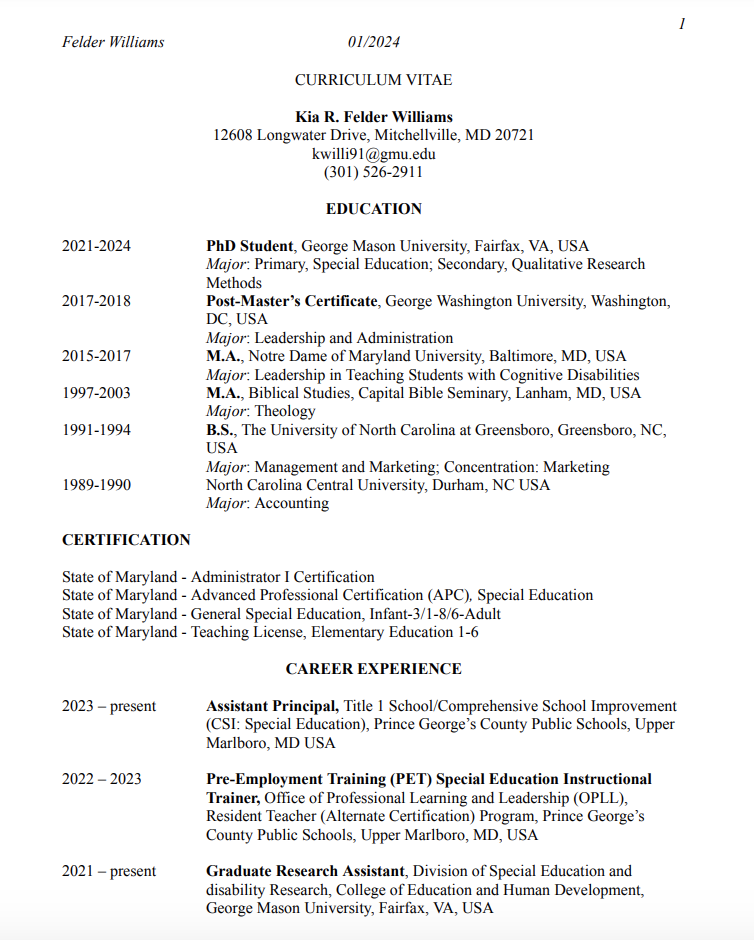 1
Felder Williams 01/2024
CURRICULUM VITAE
Kia R. Felder Williams
12608 Longwater Drive, Mitchellville, MD 20721
kwilli91@gmu.edu
(301) 526-2911
EDUCATION
2021-2024 PhD Student, George Mason University, Fairfax, VA, USA
Major: Primary, Special Education; Secondary, Qualitative Research
Methods
2017-2018 Post-Master’s Certificate, George Washington University, Washington,
DC, USA
Major: Leadership and Administration
2015-2017 M.A., Notre Dame of Maryland University, Baltimore, MD, USA
Major: Leadership in Teaching Students with Cognitive Disabilities
1997-2003 M.A., Biblical Studies, Capital Bible Seminary, Lanham, MD, USA
Major: Theology
1991-1994 B.S., The University of North Carolina at Greensboro, Greensboro, NC,
USA
Major: Management and Marketing; Concentration: Marketing
1989-1990 North Carolina Central University, Durham, NC USA
Major: Accounting
CERTIFICATION
State of Maryland - Administrator I Certification
State of Maryland - Advanced Professional Certification (APC), Special Education
State of Maryland - General Special Education, Infant-3/1-8/6-Adult
State of Maryland - Teaching License, Elementary Education 1-6
CAREER EXPERIENCE
2023 – present Assistant Principal, Title 1 School/Comprehensive School Improvement
(CSI: Special Education), Prince George’s County Public Schools, Upper
Marlboro, MD USA
2022 – 2023 Pre-Employment Training (PET) Special Education Instructional
Trainer, Office of Professional Learning and Leadership (OPLL),
Resident Teacher (Alternate Certification) Program, Prince George’s
County Public Schools, Upper Marlboro, MD, USA
2021 – present Graduate Research Assistant, Division of Special Education and
disability Research, College of Education and Human Development,
George Mason University, Fairfax, VA, USA